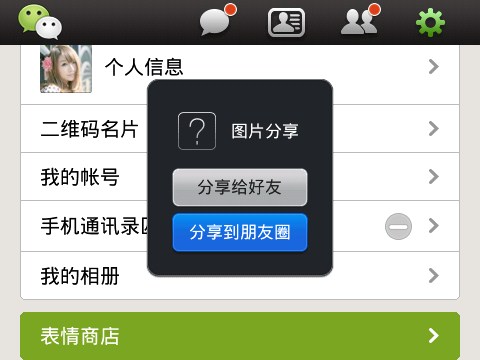 个人信息
二维码名片
我的帐号
手机通讯录
我的相册
表情商店
?
图片分享
分享给好友
分享到朋友圈